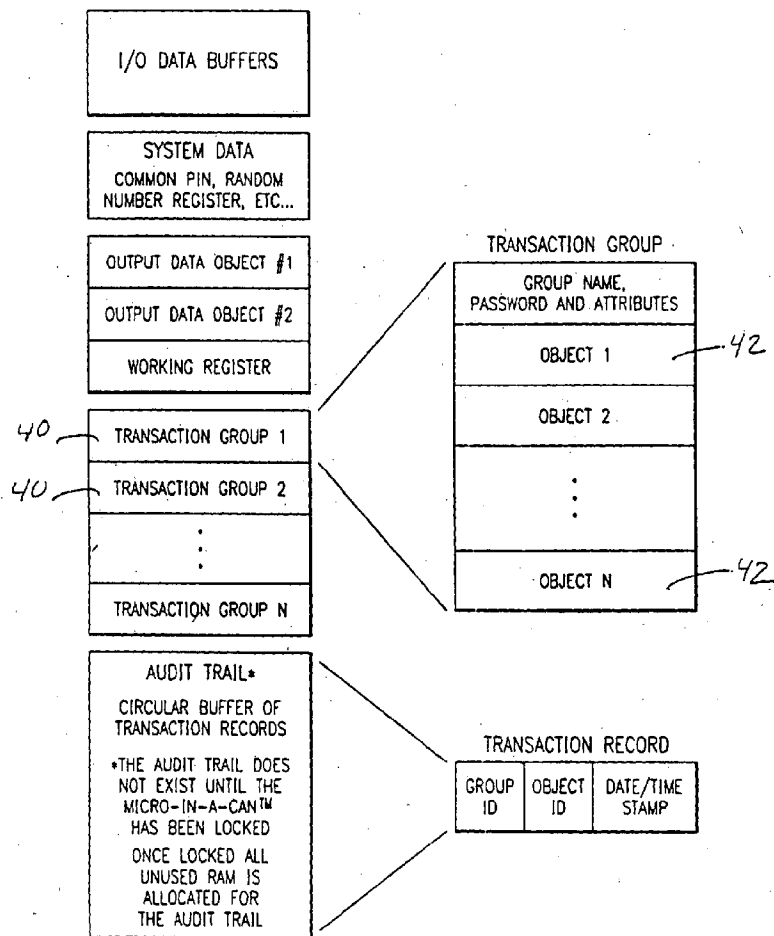 I/O DATA BUFFERS
SYSTEM DATA
COMMON PIN, RANDOM
NUMBER REGISTER, ETC...
OUTPUT DATA OBJECT #1
OUTPUT DATA OBJECT #2
WORKING REGISTER
40
TRANSACTION GROUP 1
40
TRANSACTION GROUP 2
TRANSACTION GROUP N
TRANSACTION GROUP
GROUP NAME,
PASSWORD AND ATTRIBUTES
OBJECT 1
42
OBJECT 2
OBJECT N
42
AUDIT TRAIL*
CIRCULAR BUFFER OF
TRANSACTION RECORDS
*THE AUDIT TRAIL DOES
NOT EXIST UNTIL THE
MICRO-IN-A-CAN™
HAS BEEN LOCKED
ONCE LOCKED ALL
UNUSED RAM IS
ALLOCATED FOR
THE AUDIT TRAIL
TRANSACTION RECORD
GROUP
ID
OBJECT
ID
DATE/TIME
STAMP